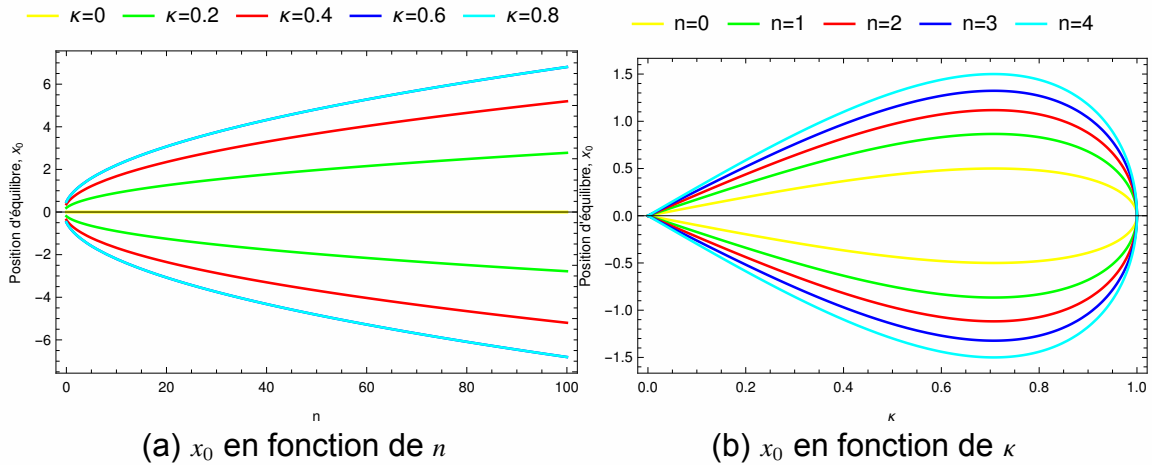 κ=0 κ=0.2 κ=0.4 κ=0.6 κ=0.8
n=0 n=1 n=2 n=3 n=4
Position d'équilibre, x₀
6
4
2
0
−2
−4
−6
0 20 40 60 80 100
n
(a) x₀ en fonction de n
Position d'équilibre, x₀
1.5
1.0
0.5
0.0
−0.5
−1.0
−1.5
0.0 0.2 0.4 0.6 0.8 1.0
κ
(b) x₀ en fonction de κ